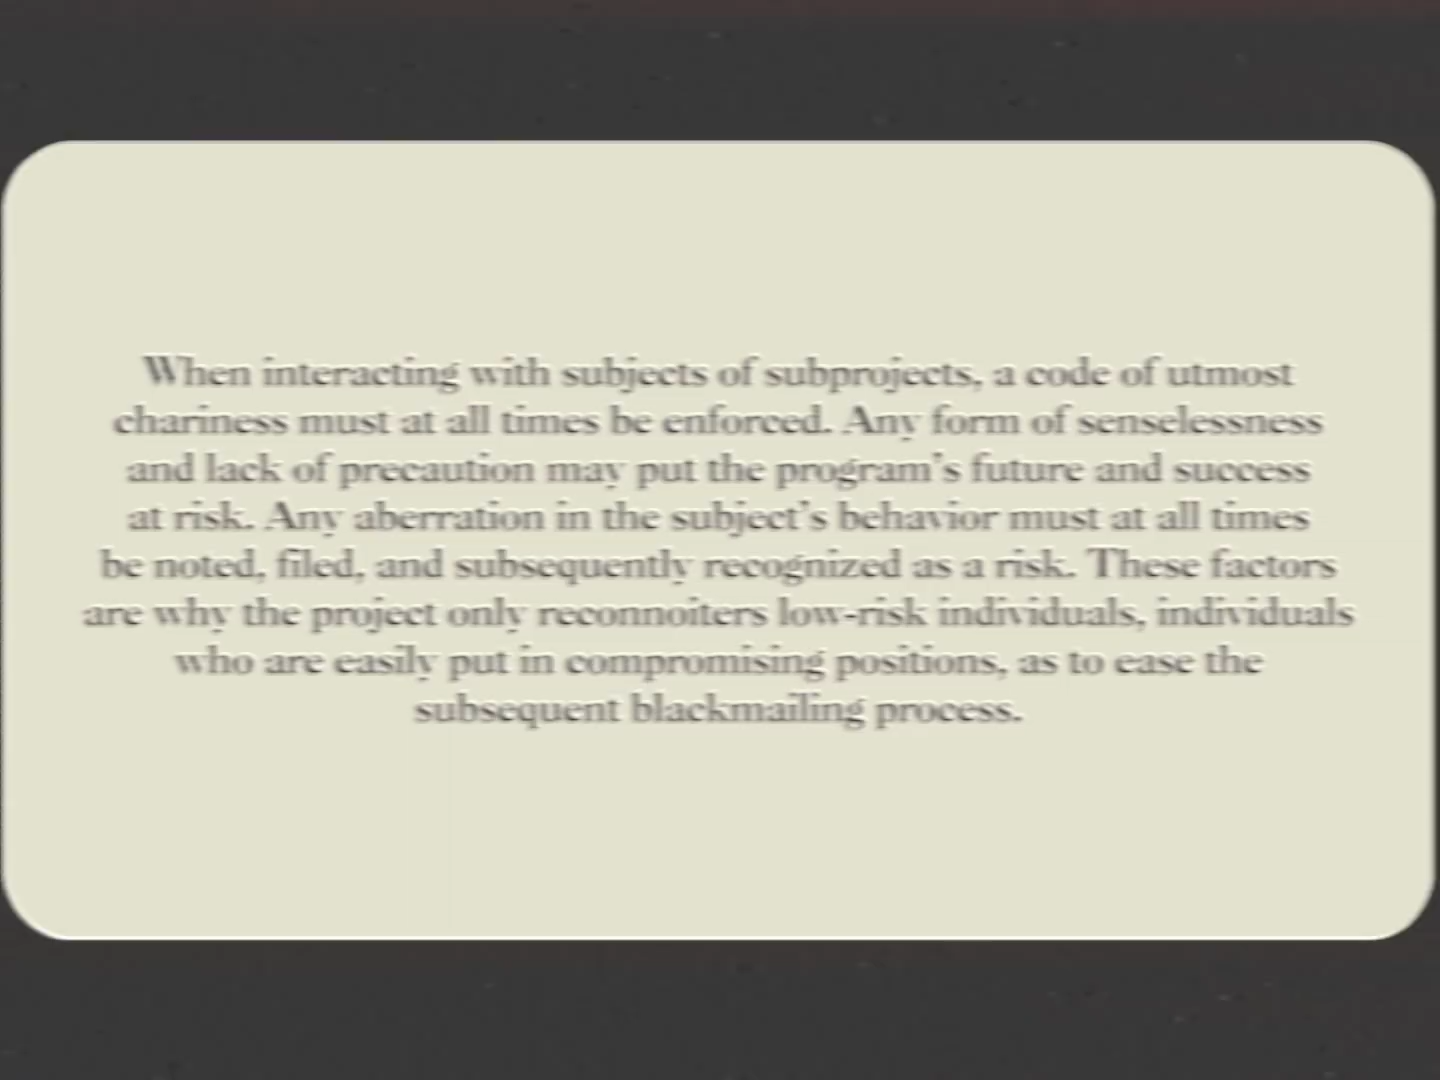 When interacting with subjects of subprojects, a code of utmost
chariness must at all times be enforced. Any form of senselessness
and lack of precaution may put the program's future and success
at risk. Any aberration in the subject's behavior must at all times
be noted, filed, and subsequently recognized as a risk. These factors
are why the project only reconnoiters low-risk individuals, individuals
who are easily put in compromising positions, as to ease the
subsequent blackmailing process.